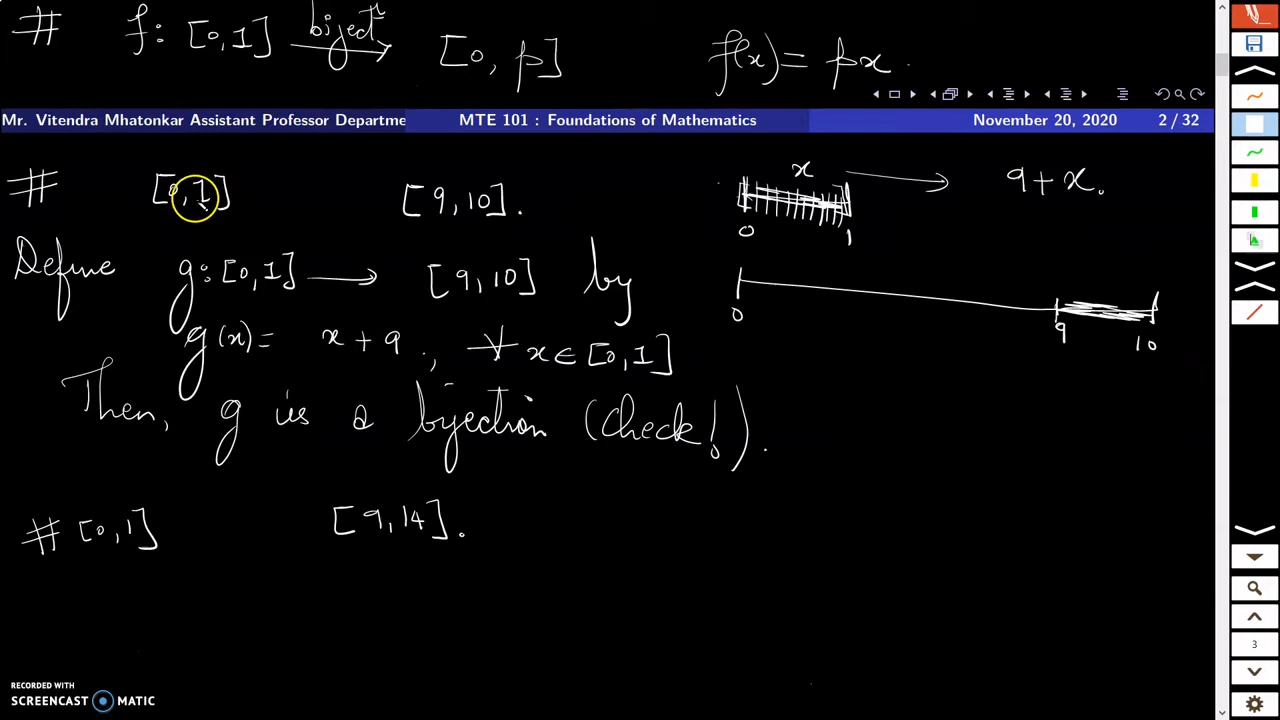 # f: [0,1] biject^n → [0, p] f(x) = px.
Mr. Vitendra Mhatonkar Assistant Professor Departme MTE 101 : Foundations of Mathematics November 20, 2020 2 / 32
# [0,1] [9,10]. x → 9+x.
0 1
Define g: [0,1] → [9,10] by
0 9 10
g(x) = x + 9, ∀ x ∈ [0,1]
Then, g is a bijection (Check!).
# [0,1] [9,14].
3
RECORDED WITH
SCREENCAST MATIC